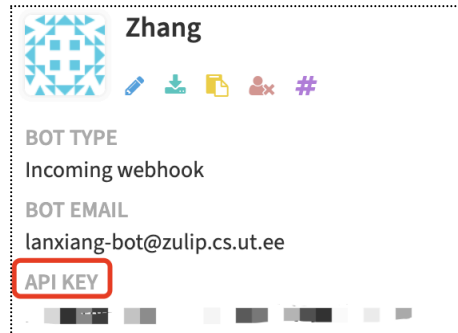 Zhang
#
BOT TYPE
Incoming webhook
BOT EMAIL
lanxiang-bot@zulip.cs.ut.ee
API KEY